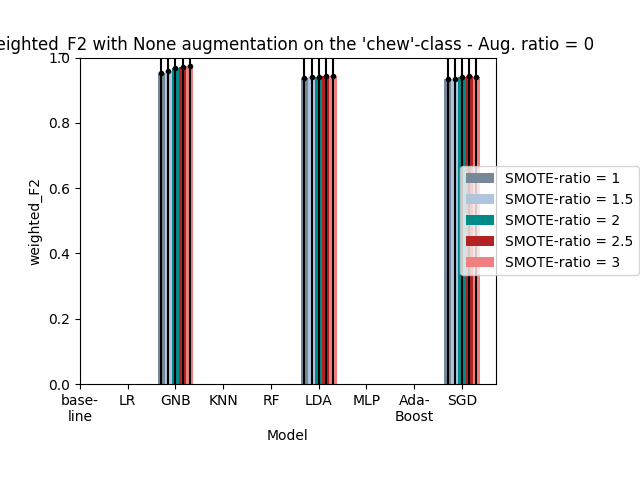 eighted_F2 with None augmentation on the 'chew'-class - Aug. ratio = 0
1.0
0.8
0.6
0.4
0.2
0.0
weighted_F2
base-
line
LR
GNB
KNN
RF
LDA
MLP
Ada-
Boost
SGD
Model
SMOTE-ratio = 1
SMOTE-ratio = 1.5
SMOTE-ratio = 2
SMOTE-ratio = 2.5
SMOTE-ratio = 3